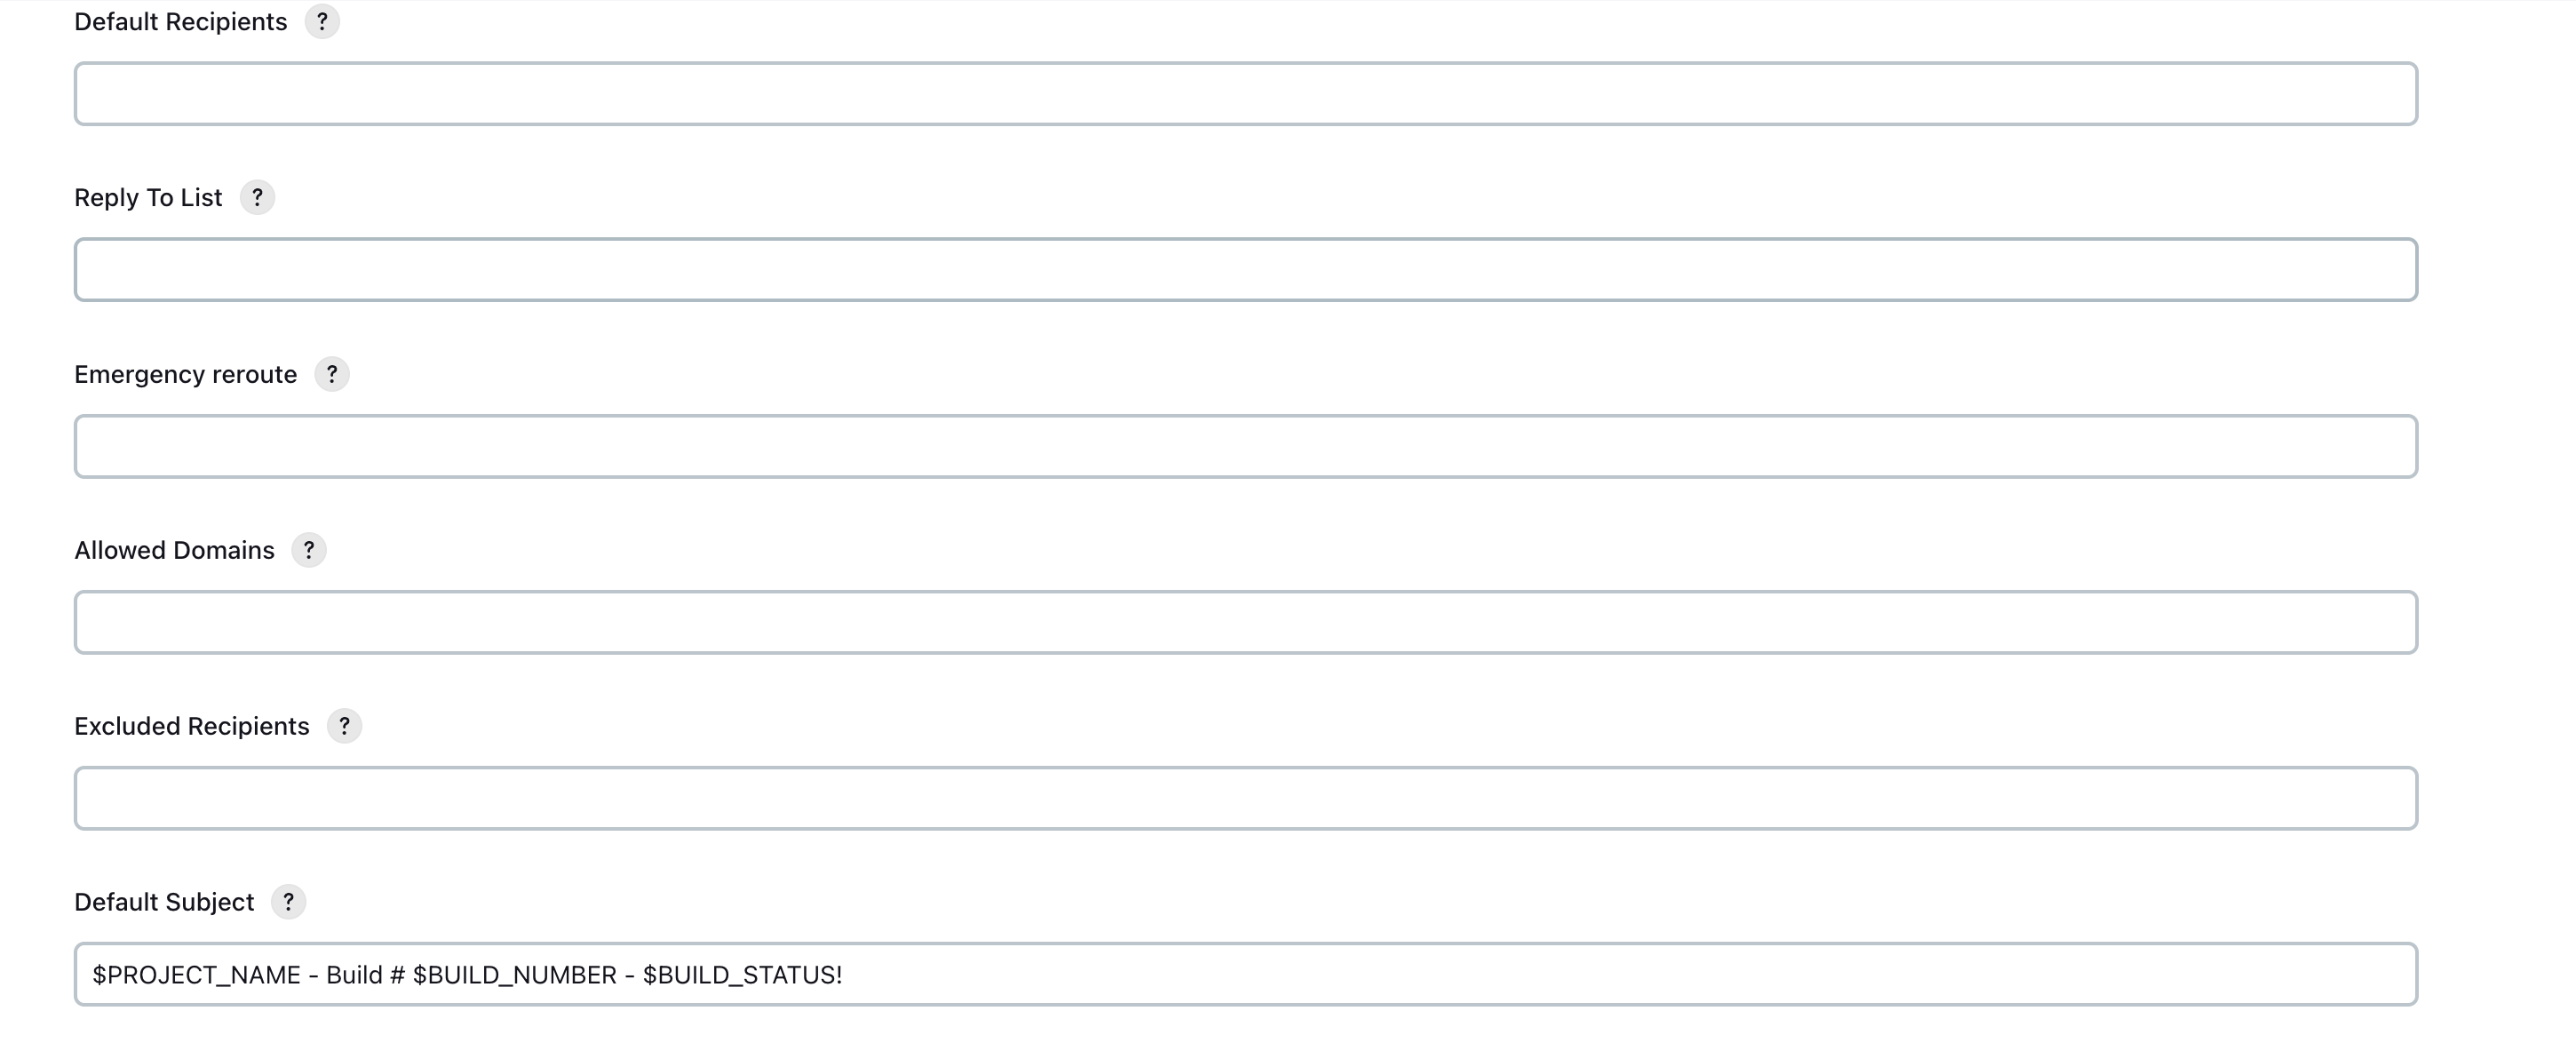 Default Recipients ?
Reply To List ?
Emergency reroute ?
Allowed Domains ?
Excluded Recipients ?
Default Subject ?
$PROJECT_NAME - Build # $BUILD_NUMBER - $BUILD_STATUS!